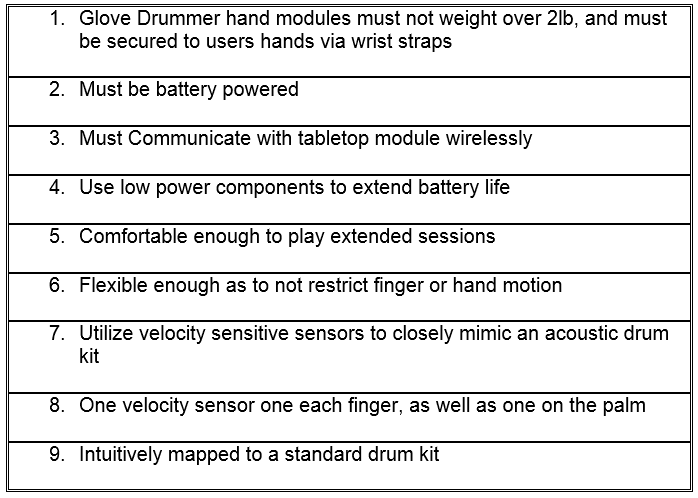 1. Glove Drummer hand modules must not weight over 2lb, and must
be secured to users hands via wrist straps
2. Must be battery powered
3. Must Communicate with tabletop module wirelessly
4. Use low power components to extend battery life
5. Comfortable enough to play extended sessions
6. Flexible enough as to not restrict finger or hand motion
7. Utilize velocity sensitive sensors to closely mimic an acoustic drum
kit
8. One velocity sensor one each finger, as well as one on the palm
9. Intuitively mapped to a standard drum kit